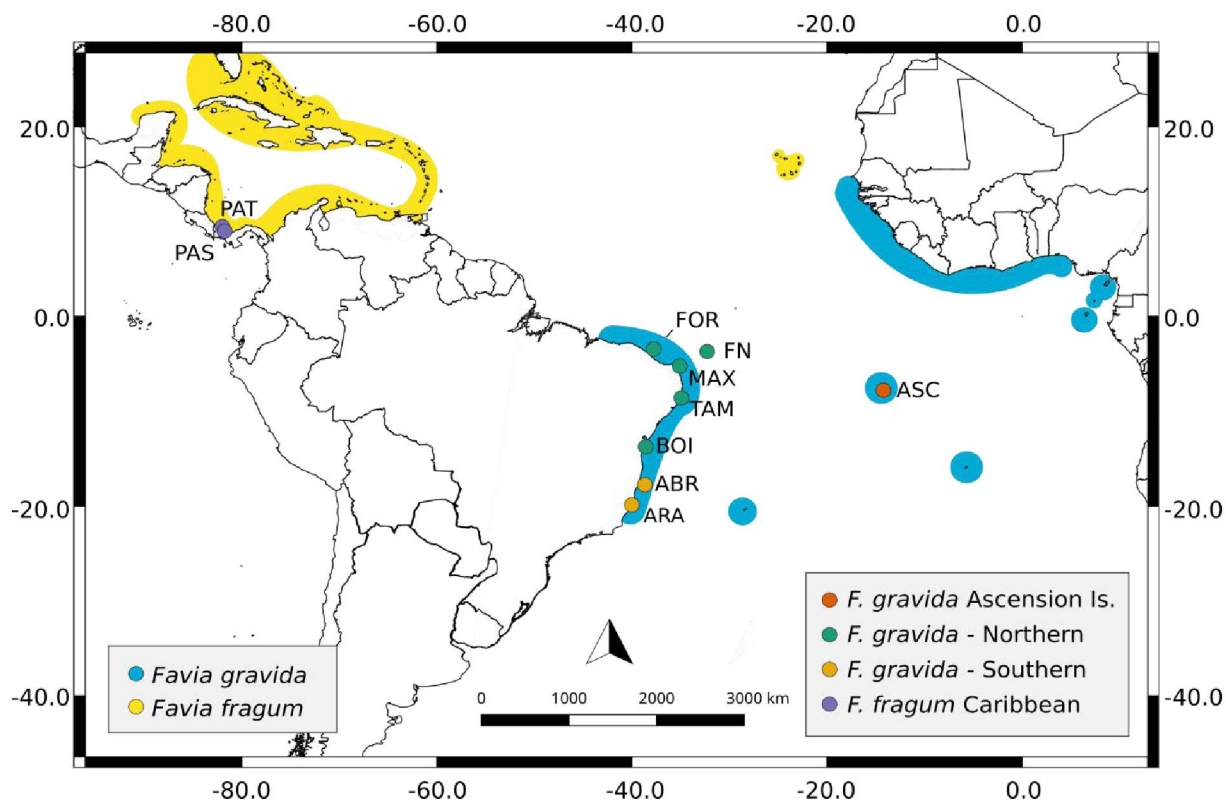 -80.0 -60.0 -40.0 -20.0 0.0
20.0 20.0
PAT
PAS
0.0 0.0
FOR
FN
MAX
TAM
ASC
BOI
ABR
ARA
-20.0 -20.0
F. gravida Ascension Is.
F. gravida - Northern
F. gravida - Southern
F. fragum Caribbean
Favia gravida
Favia fragum
0 1000 2000 3000 km
-40.0 -40.0
-80.0 -60.0 -40.0 -20.0 0.0